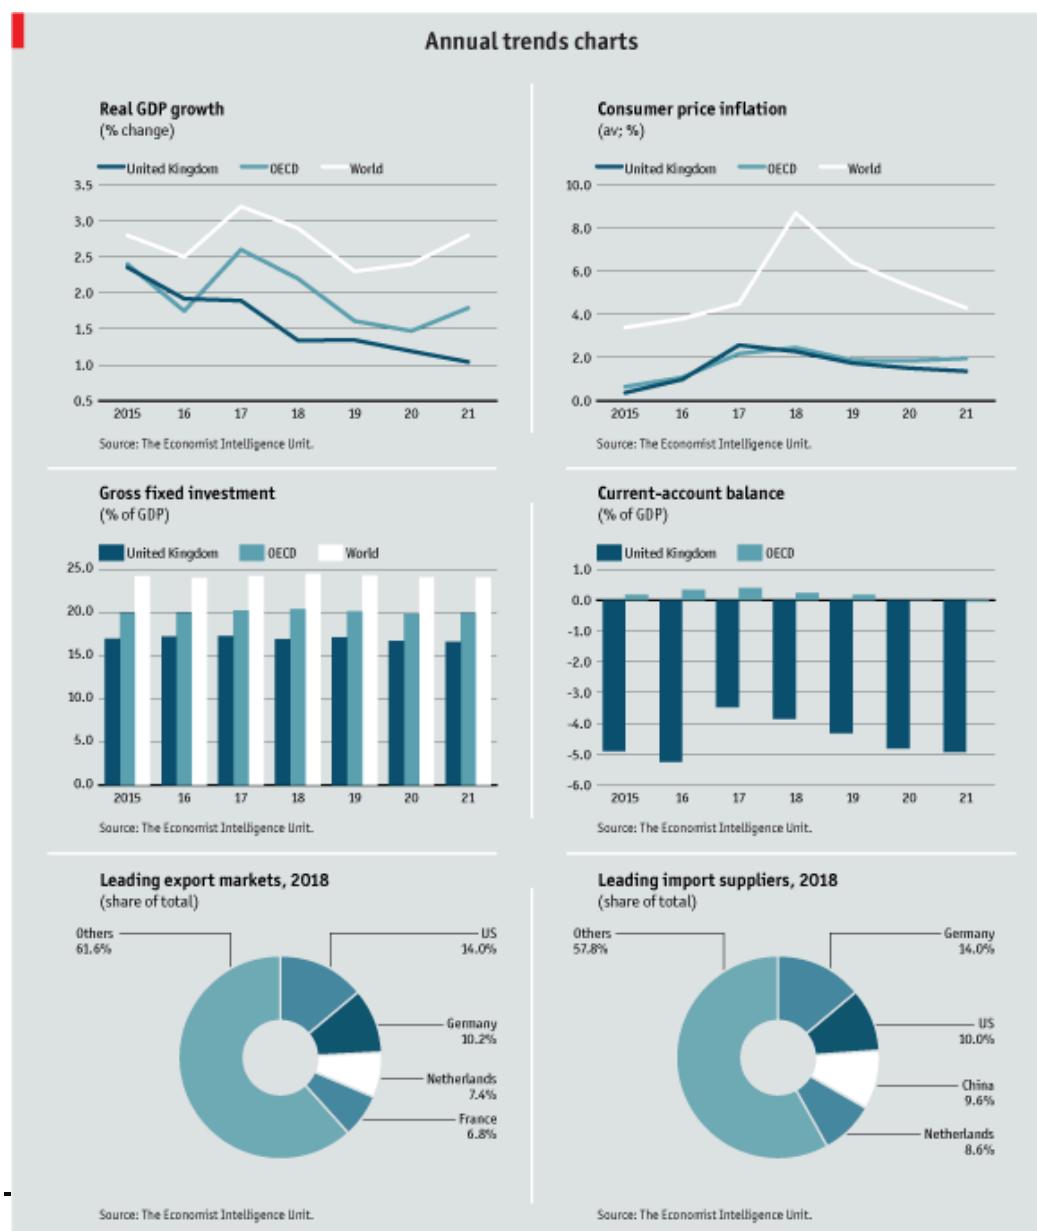 Annual trends charts
Real GDP growth
(% change)
United Kingdom OECD World
3.5
3.0
2.5
2.0
1.5
1.0
0.5
2015 16 17 18 19 20 21
Source: The Economist Intelligence Unit.
Consumer price inflation
(av; %)
United Kingdom OECD World
10.0
8.0
6.0
4.0
2.0
0.0
2015 16 17 18 19 20 21
Source: The Economist Intelligence Unit.
Gross fixed investment
(% of GDP)
United Kingdom OECD World
25.0
20.0
15.0
10.0
5.0
0.0
2015 16 17 18 19 20 21
Source: The Economist Intelligence Unit.
Current-account balance
(% of GDP)
United Kingdom OECD
1.0
0.0
-1.0
-2.0
-3.0
-4.0
-5.0
-6.0
2015 16 17 18 19 20 21
Source: The Economist Intelligence Unit.
Leading export markets, 2018
(share of total)
Others
61.6%
US
14.0%
Germany
10.2%
Netherlands
7.4%
France
6.8%
Source: The Economist Intelligence Unit.
Leading import suppliers, 2018
(share of total)
Others
57.8%
Germany
14.0%
US
10.0%
China
9.6%
Netherlands
8.6%
Source: The Economist Intelligence Unit.